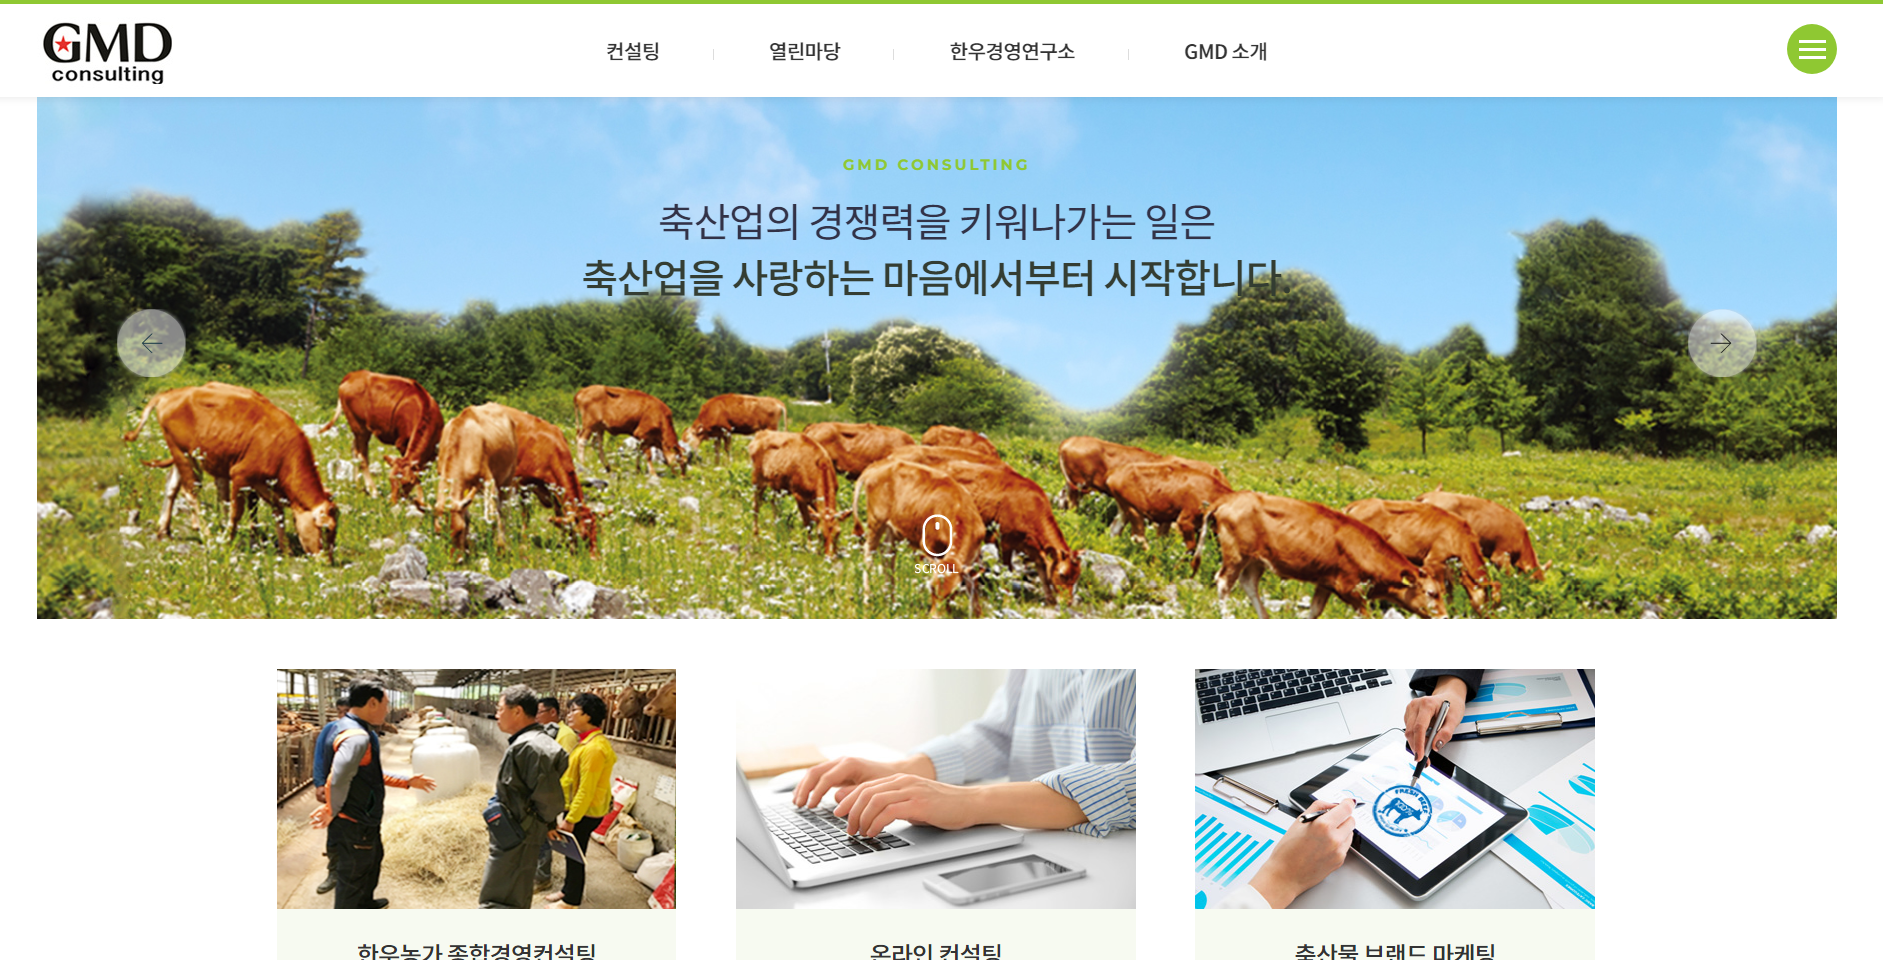 GMD
consulting
컨설팅
열린마당
한우경영연구소
GMD 소개
GMD CONSULTING
축산업의 경쟁력을 키워나가는 일은
축산업을 사랑하는 마음에서부터 시작합니다
SCROLL
FRESH BEEF
100%
한우농가 종합경영컨설팅
온라인 컨설팅
축산물 브랜드 마케팅